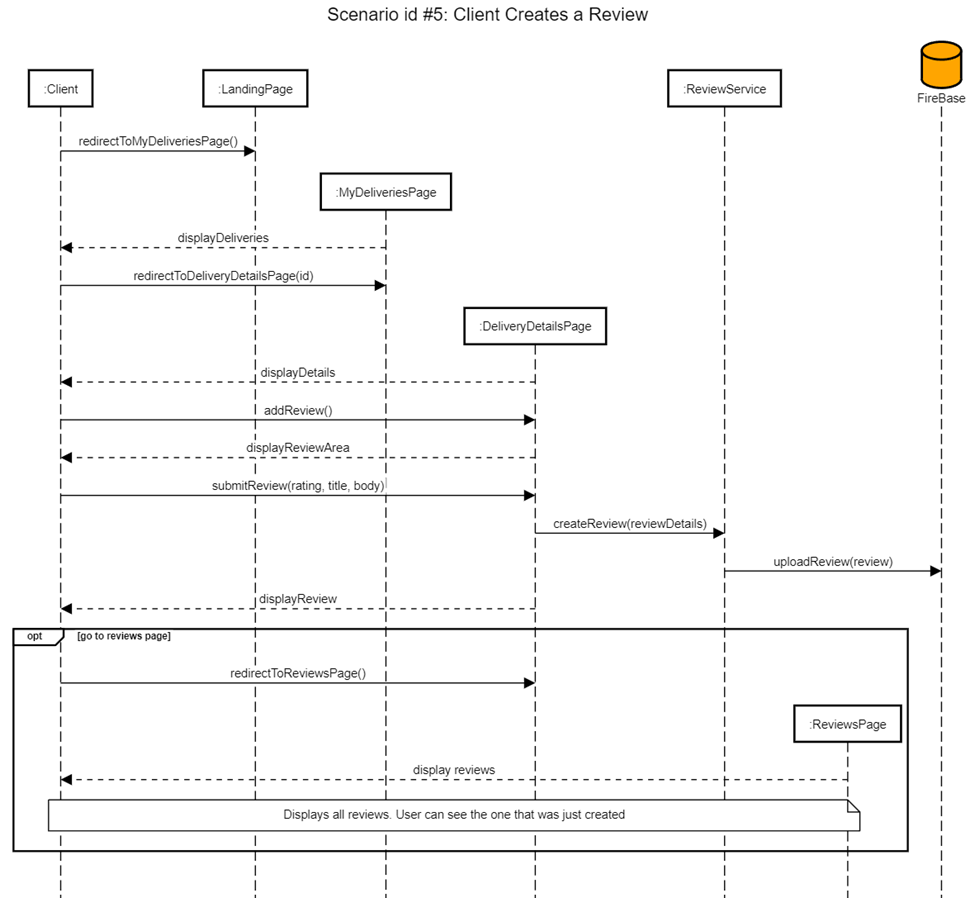 Scenario id #5: Client Creates a Review
:Client
:LandingPage
:ReviewService
FireBase
redirectToMyDeliveriesPage()
:MyDeliveriesPage
displayDeliveries
redirectToDeliveryDetailsPage(id)
:DeliveryDetailsPage
displayDetails
addReview()
displayReviewArea
submitReview(rating, title, body)
createReview(reviewDetails)
uploadReview(review)
displayReview
opt
[go to reviews page]
redirectToReviewsPage()
:ReviewsPage
display reviews
Displays all reviews. User can see the one that was just created